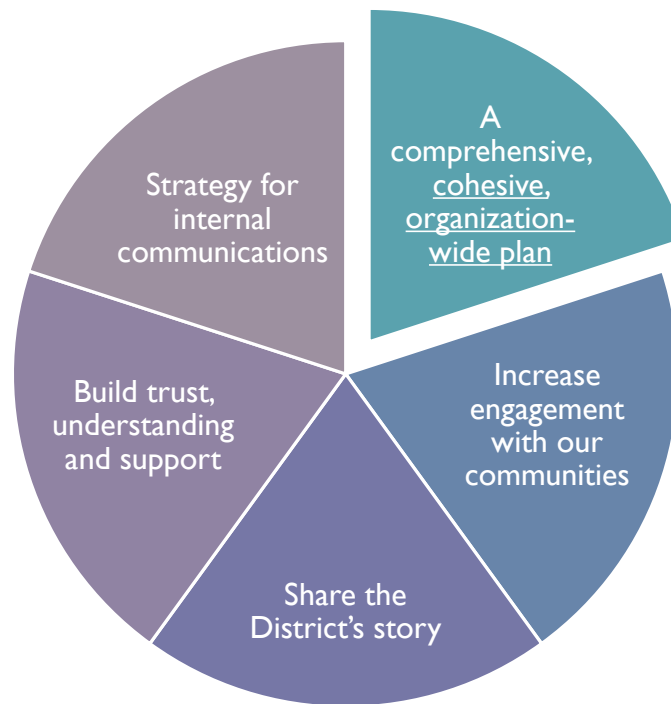 A
comprehensive,
cohesive,
organization-
wide plan
Increase
engagement
with our
communities
Share the
District’s story
Build trust,
understanding
and support
Strategy for
internal
communications